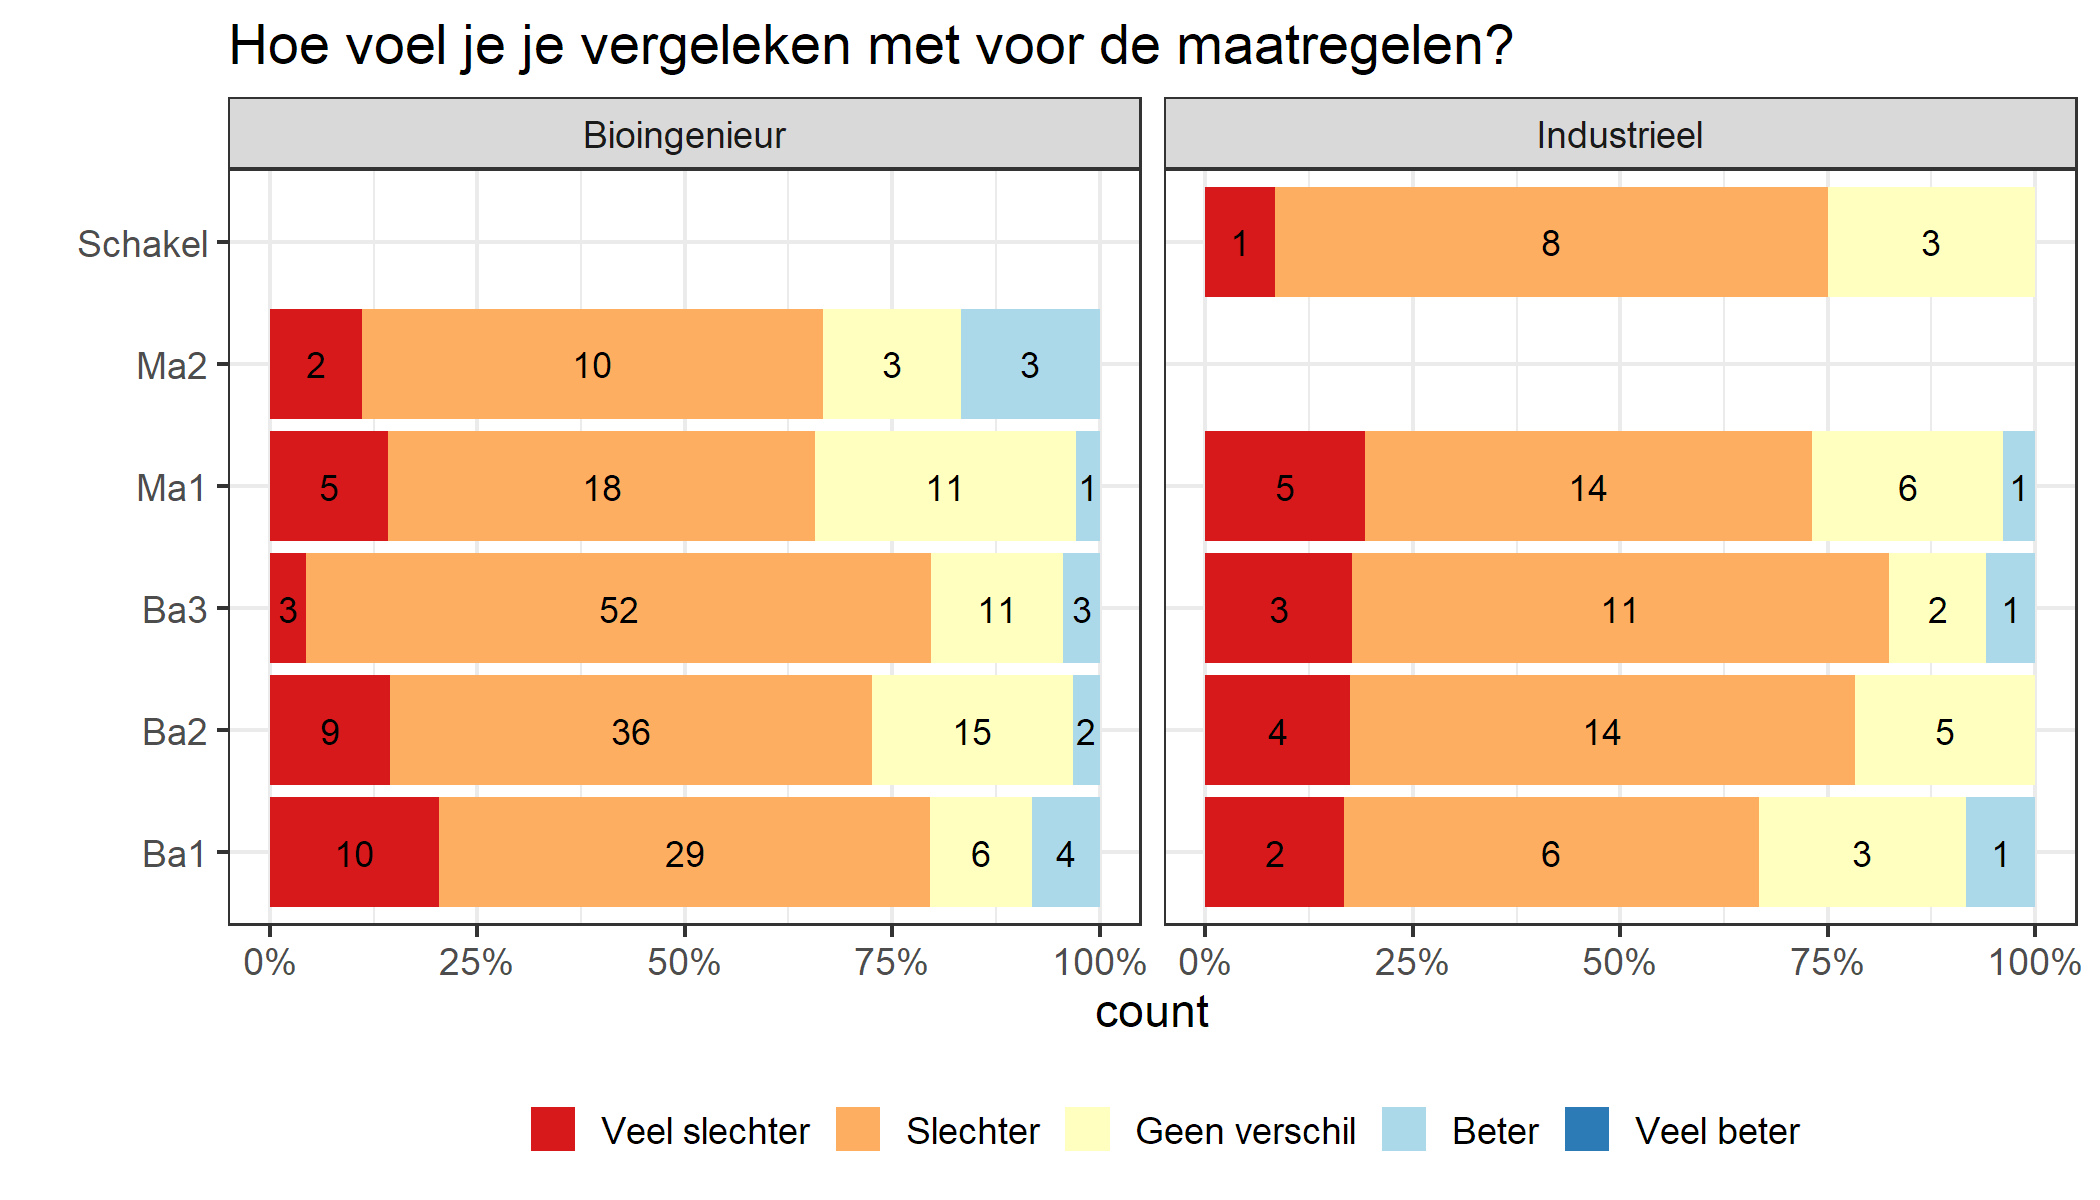 Hoe voel je je vergeleken met voor de maatregelen?
Bioingenieur Industrieel
Schakel 1 8 3
Ma2 2 10 3 3
Ma1 5 18 11 1 5 14 6 1
Ba3 3 52 11 3 3 11 2 1
Ba2 9 36 15 2 4 14 5
Ba1 10 29 6 4 2 6 3 1
0% 25% 50% 75% 100% 0% 25% 50% 75% 100%
count
Veel slechter Slechter Geen verschil Beter Veel beter